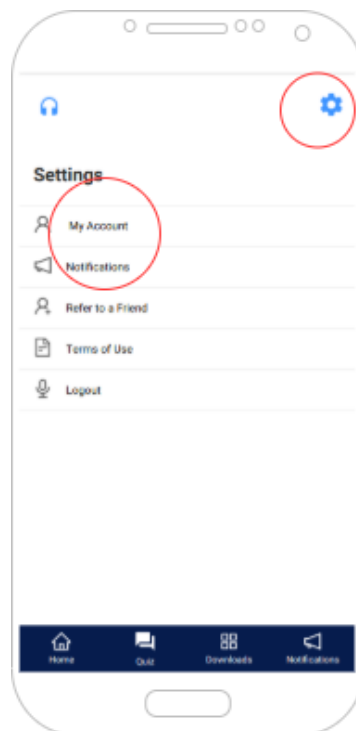 Settings
My Account
Notifications
Refer to a Friend
Terms of Use
Logout
Home Quiz Downloads Notifications